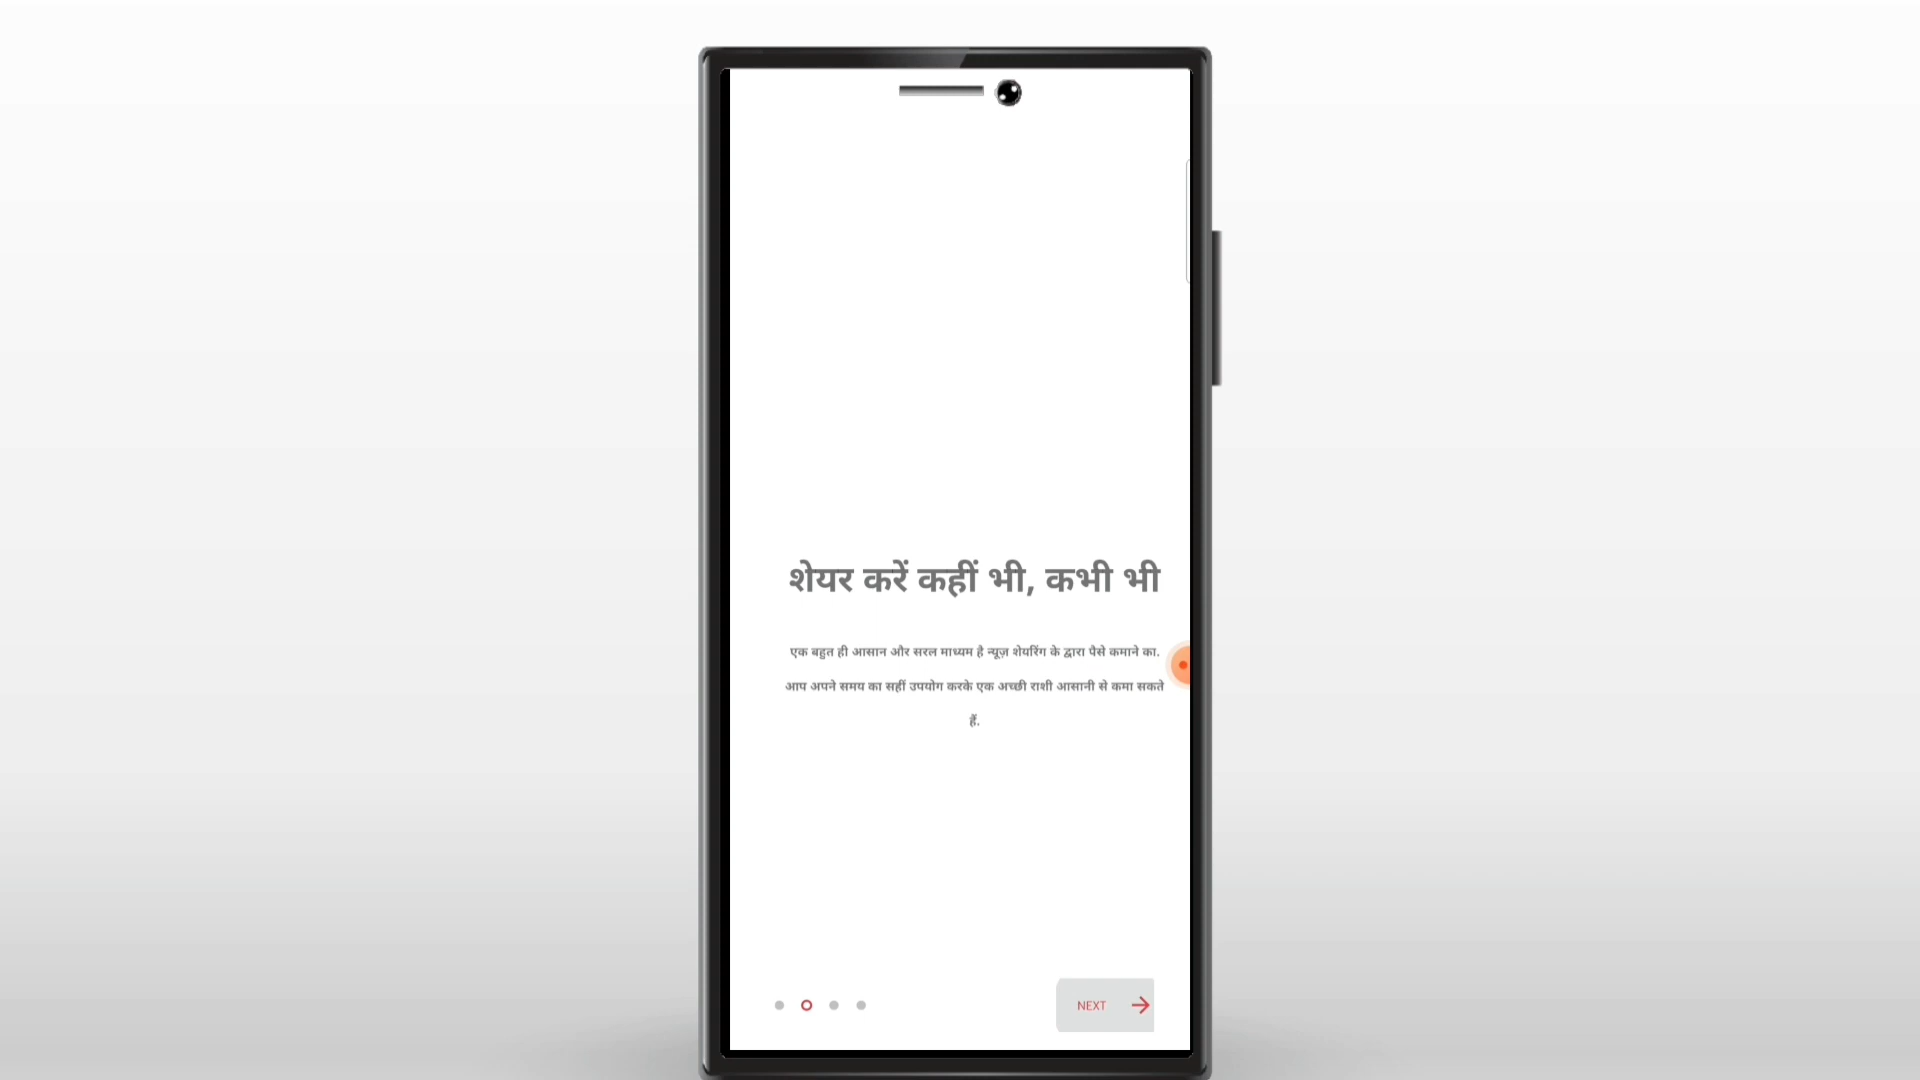 शेयर करें कहीं भी, कभी भी
एक बहुत ही आसान और सरल माध्यम है न्यूज़ शेयरिंग के द्वारा पैसे कमाने का.
आप अपने समय का सहीं उपयोग करके एक अच्छी राशी आसानी से कमा सकते
हैं.
NEXT